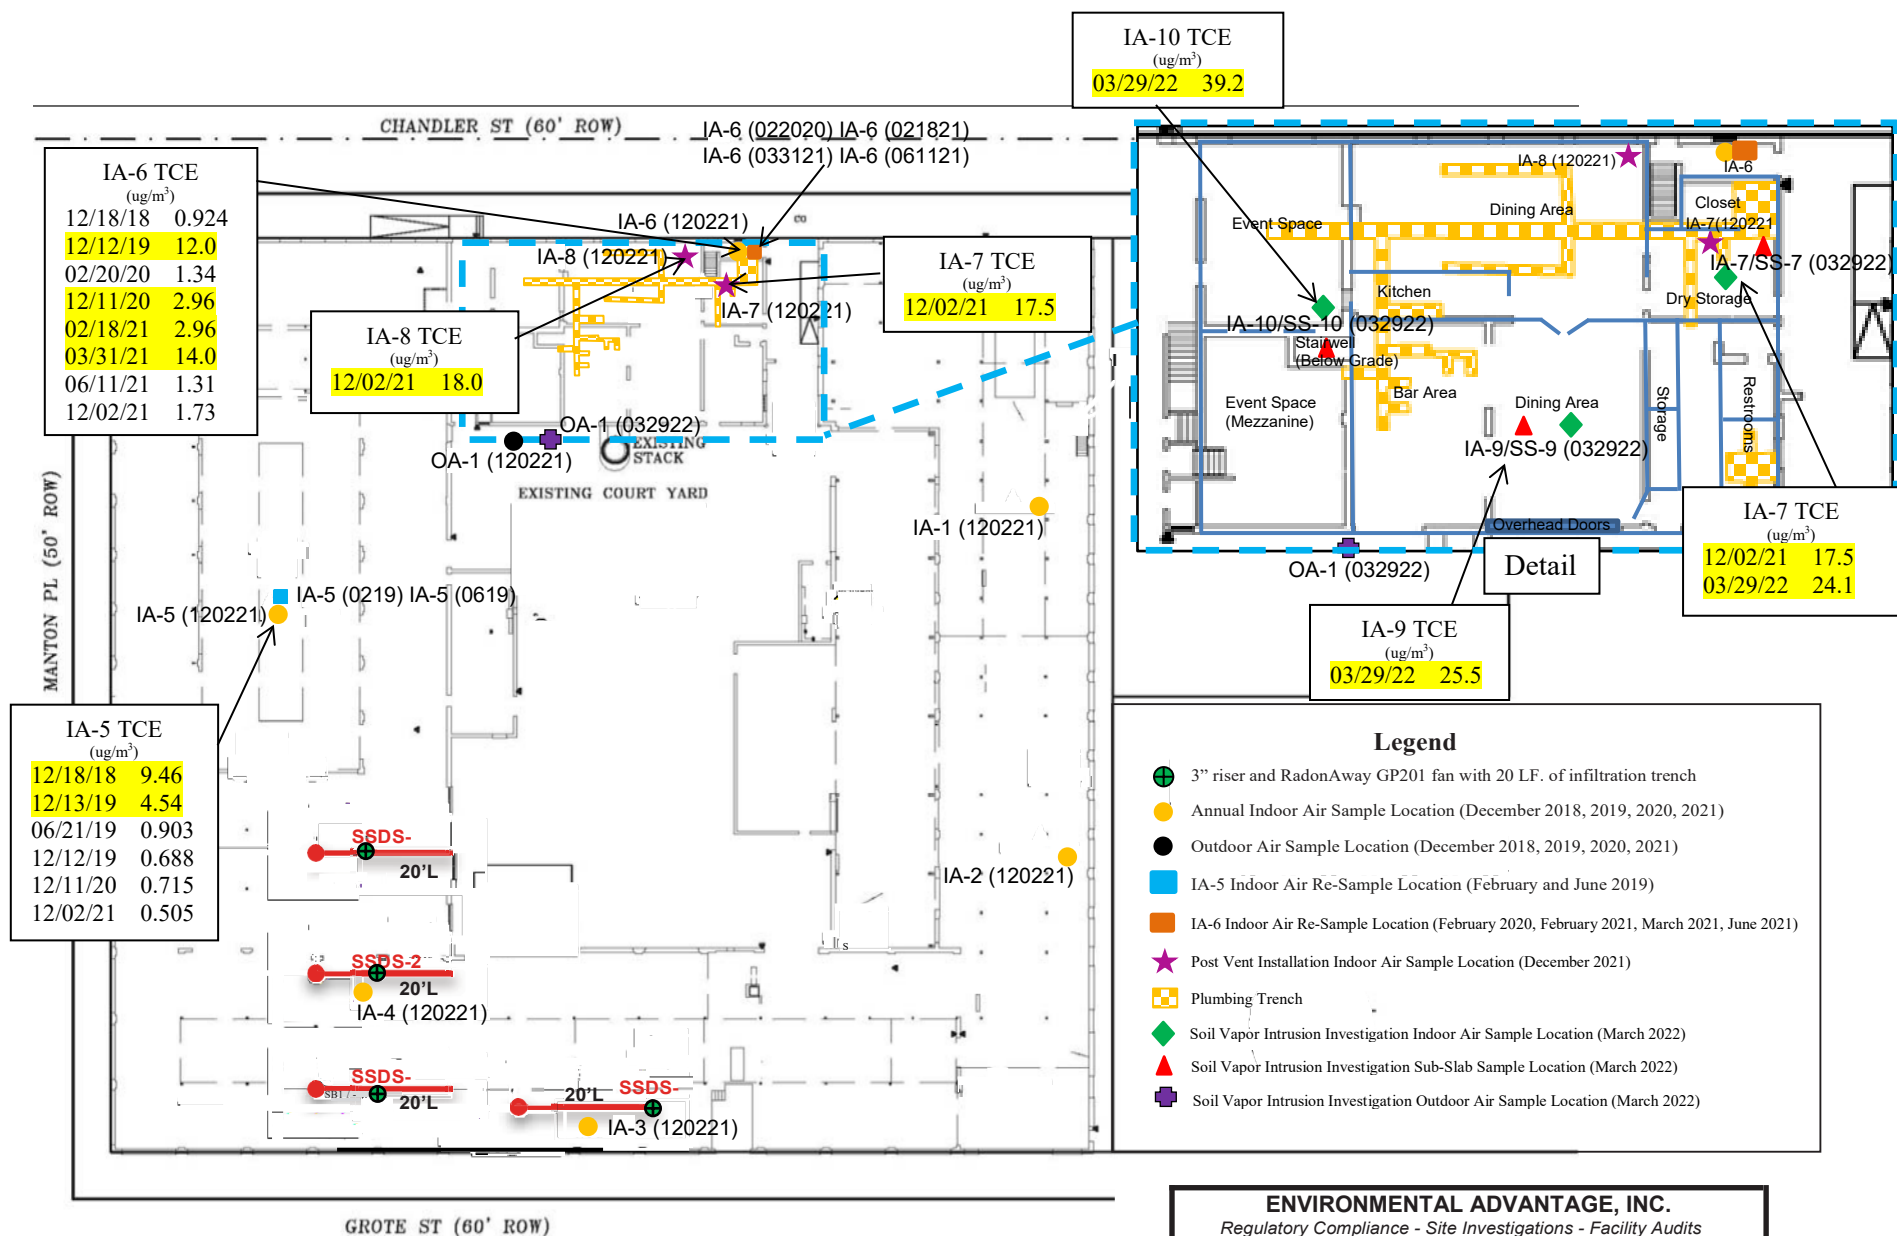 IA-10 TCE
(ug/m³)
03/29/22 39.2
CHANDLER ST (60' ROW)
IA-6 (022020) IA-6 (021821)
IA-6 (033121) IA-6 (061121)
IA-6 TCE
(ug/m³)
12/18/18 0.924
12/12/19 12.0
02/20/20 1.34
12/11/20 2.96
02/18/21 2.96
03/31/21 14.0
06/11/21 1.31
12/02/21 1.73
IA-6 (120221)
IA-8 (120221)
IA-7 (120221)
IA-7 TCE
(ug/m³)
12/02/21 17.5
IA-8 TCE
(ug/m³)
12/02/21 18.0
OA-1 (032922)
OA-1 (120221)
EXISTING
STACK
EXISTING COURT YARD
IA-8 (120221)
IA-6
Closet
Event Space
Dining Area
IA-7(120221
IA-7/SS-7 (032922)
Kitchen
Dry Storage
IA-10/SS-10 (032922)
Stairwell
(Below Grade)
Event Space
(Mezzanine)
Bar Area
Dining Area
Storage
Restrooms
IA-9/SS-9 (032922)
Overhead Doors
OA-1 (032922)
Detail
IA-7 TCE
(ug/m³)
12/02/21 17.5
03/29/22 24.1
IA-9 TCE
(ug/m³)
03/29/22 25.5
MANTON PL (50' ROW)
IA-1 (120221)
IA-5 (0219) IA-5 (0619)
IA-5 (120221)
IA-5 TCE
(ug/m³)
12/18/18 9.46
12/13/19 4.54
06/21/19 0.903
12/12/19 0.688
12/11/20 0.715
12/02/21 0.505
SSDS-
20'L
IA-2 (120221)
S
SSDS-2
20'L
IA-4 (120221)
SSDS-
20'L
20'L SSDS-
IA-3 (120221)
Legend
3" riser and RadonAway GP201 fan with 20 LF. of infiltration trench
Annual Indoor Air Sample Location (December 2018, 2019, 2020, 2021)
Outdoor Air Sample Location (December 2018, 2019, 2020, 2021)
IA-5 Indoor Air Re-Sample Location (February and June 2019)
IA-6 Indoor Air Re-Sample Location (February 2020, February 2021, March 2021, June 2021)
Post Vent Installation Indoor Air Sample Location (December 2021)
Plumbing Trench
Soil Vapor Intrusion Investigation Indoor Air Sample Location (March 2022)
Soil Vapor Intrusion Investigation Sub-Slab Sample Location (March 2022)
Soil Vapor Intrusion Investigation Outdoor Air Sample Location (March 2022)
GROTE ST (60' ROW)
ENVIRONMENTAL ADVANTAGE, INC.
Regulatory Compliance - Site Investigations - Facility Audits